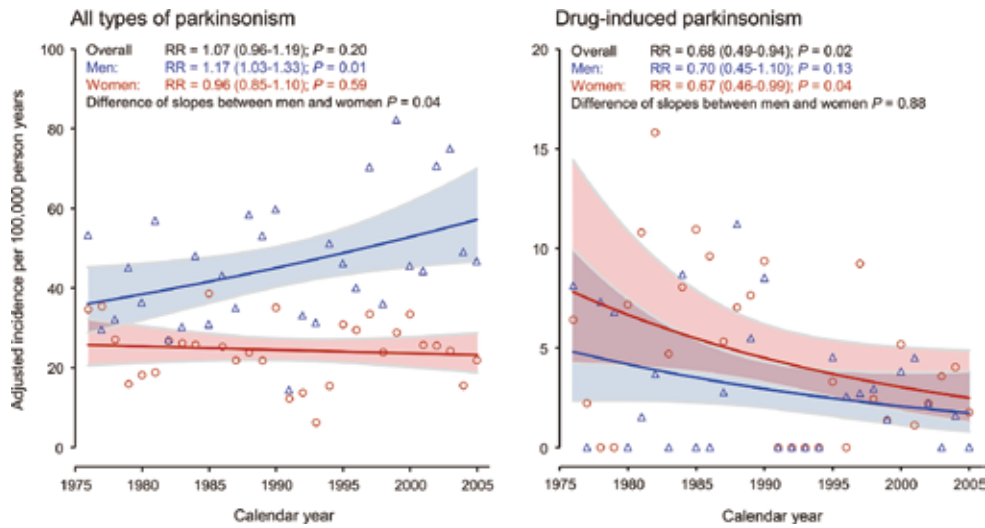 All types of parkinsonism
Overall RR = 1.07 (0.96-1.19); P = 0.20
Men: RR = 1.17 (1.03-1.33); P = 0.01
Women: RR = 0.96 (0.85-1.10); P = 0.59
Difference of slopes between men and women P = 0.04
Adjusted incidence per 100,000 person years
100
80
60
40
20
0
1975 1980 1985 1990 1995 2000 2005
Calendar year
Drug-induced parkinsonism
Overall RR = 0.68 (0.49-0.94); P = 0.02
Men: RR = 0.70 (0.45-1.10); P = 0.13
Women: RR = 0.67 (0.46-0.99); P = 0.04
Difference of slopes between men and women P = 0.88
20
15
10
5
0
1975 1980 1985 1990 1995 2000 2005
Calendar year